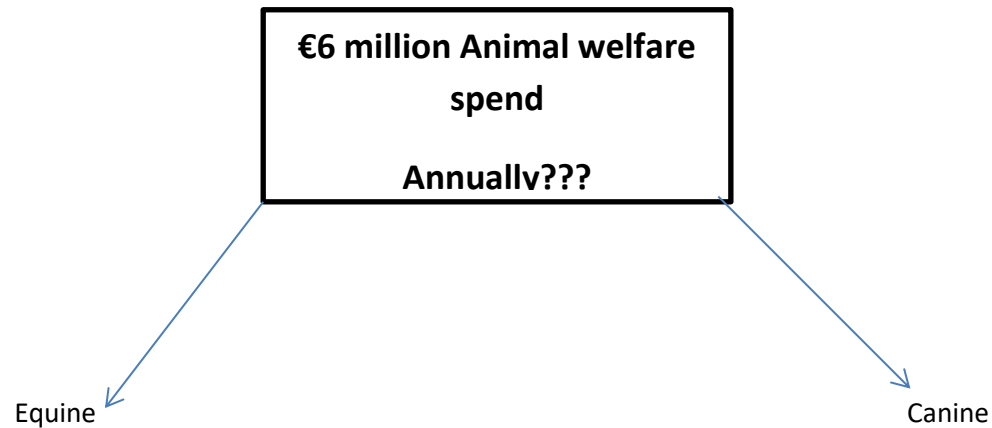 €6 million Animal welfare
spend
Annually???
Equine
Canine